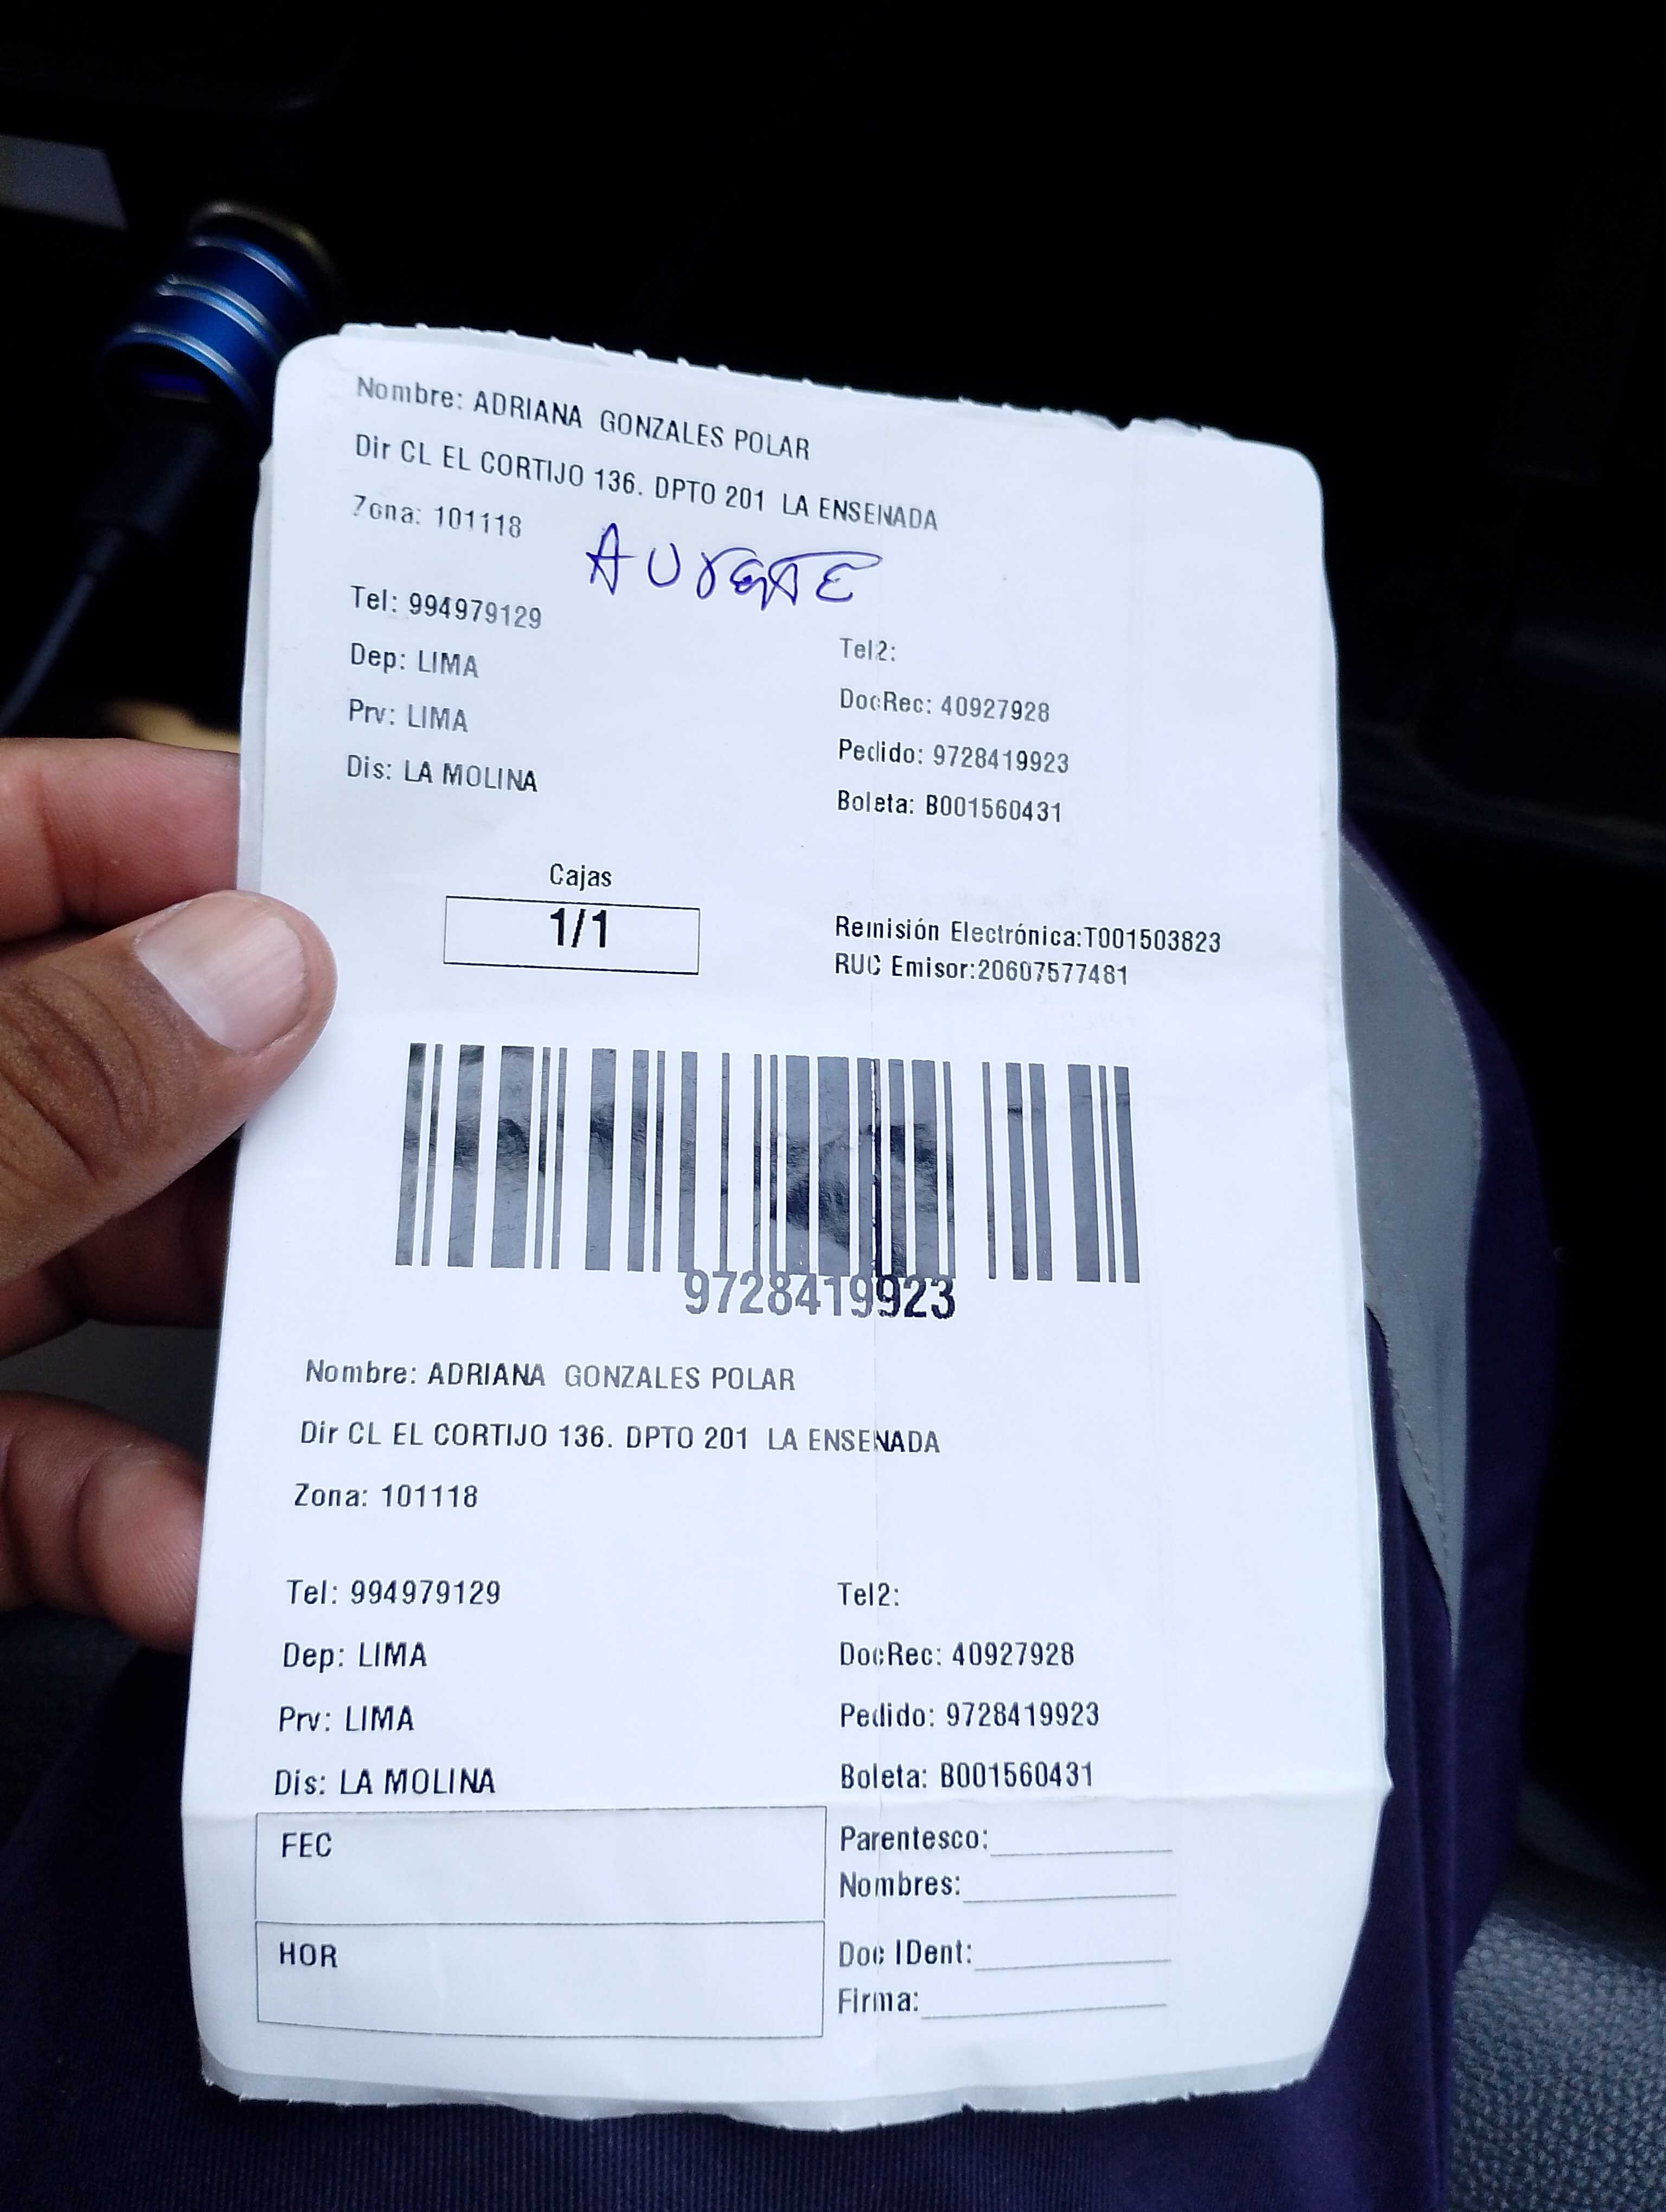 Nombre: ADRIANA GONZALES POLAR
Dir CL EL CORTIJO 136. DPTO 201 LA ENSENADA
Zona: 101118
Tel: 994979129
Tel2:
Dep: LIMA
DocRec: 40927928
Prv: LIMA
Pedido: 9728419923
Dis: LA MOLINA
Boleta: B001560431
Cajas
1/1
Remisión Electrónica:T001503823
RUC Emisor:20607577481
9728419923
Nombre: ADRIANA GONZALES POLAR
Dir CL EL CORTIJO 136. DPTO 201 LA ENSENADA
Zona: 101118
Tel: 994979129
Tel2:
Dep: LIMA
DocRec: 40927928
Prv: LIMA
Pedido: 9728419923
Dis: LA MOLINA
Boleta: B001560431
FEC
Parentesco:
Nombres:
HOR
Doc IDent:
Firma: